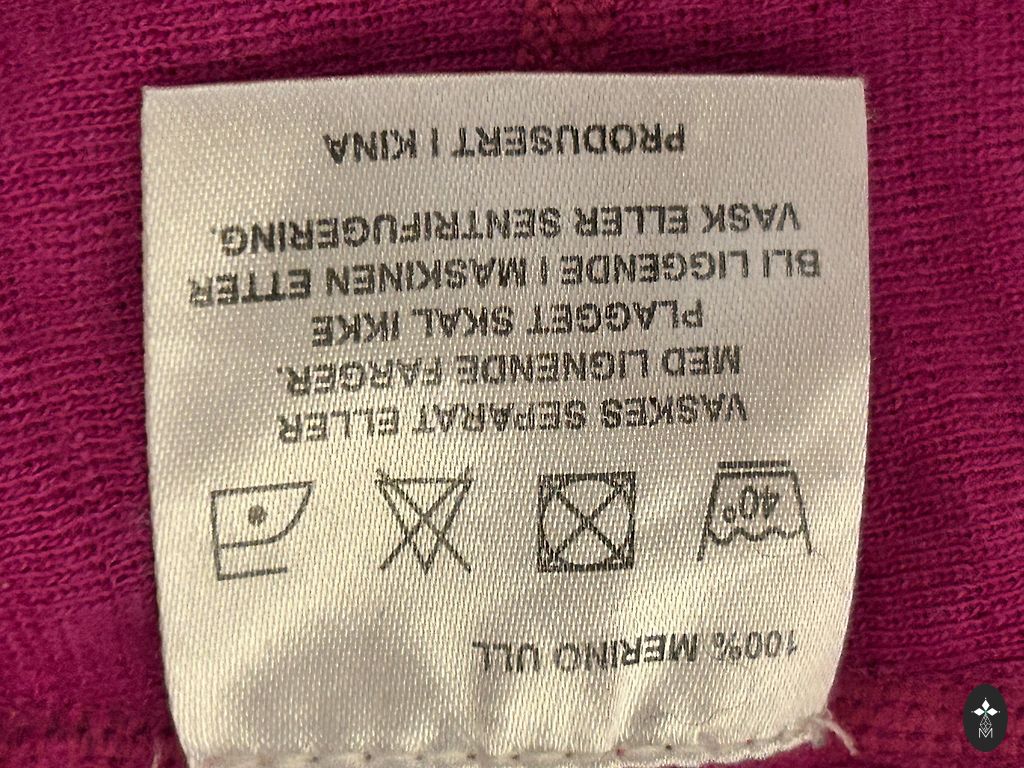 100% MERINO ULL
40°
VASKES SEPARAT ELLER
MED LIGNENDE FARGER.
PLAGGET SKAL IKKE
BLI LIGGENDE I MASKINEN ETTER
VASK ELLER SENTRIFUGERING.
PRODUSERT I KINA
M